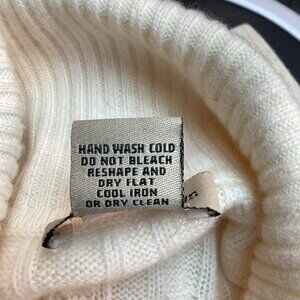 HAND WASH COLD
DO NOT BLEACH
RESHAPE AND
DRY FLAT
COOL IRON
OR DRY CLEAN